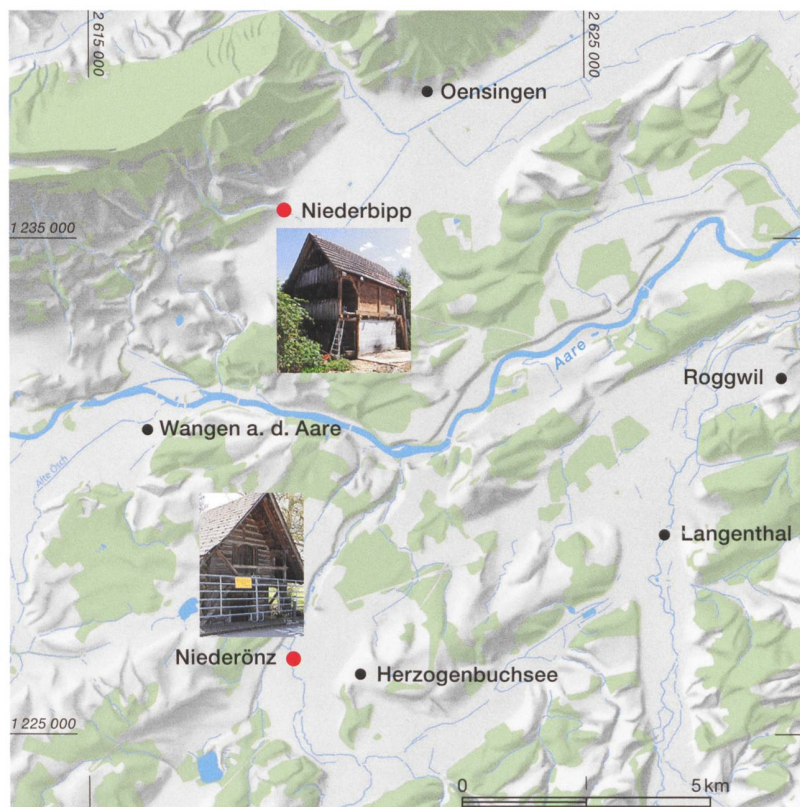 2 615 000
2 625 000
Oensingen
Niederbipp
1 235 000
Aare
Roggwil
Wangen a. d. Aare
Alte Ösch
Langenthal
Niederönz
Herzogenbuchsee
1 225 000
0
5 km